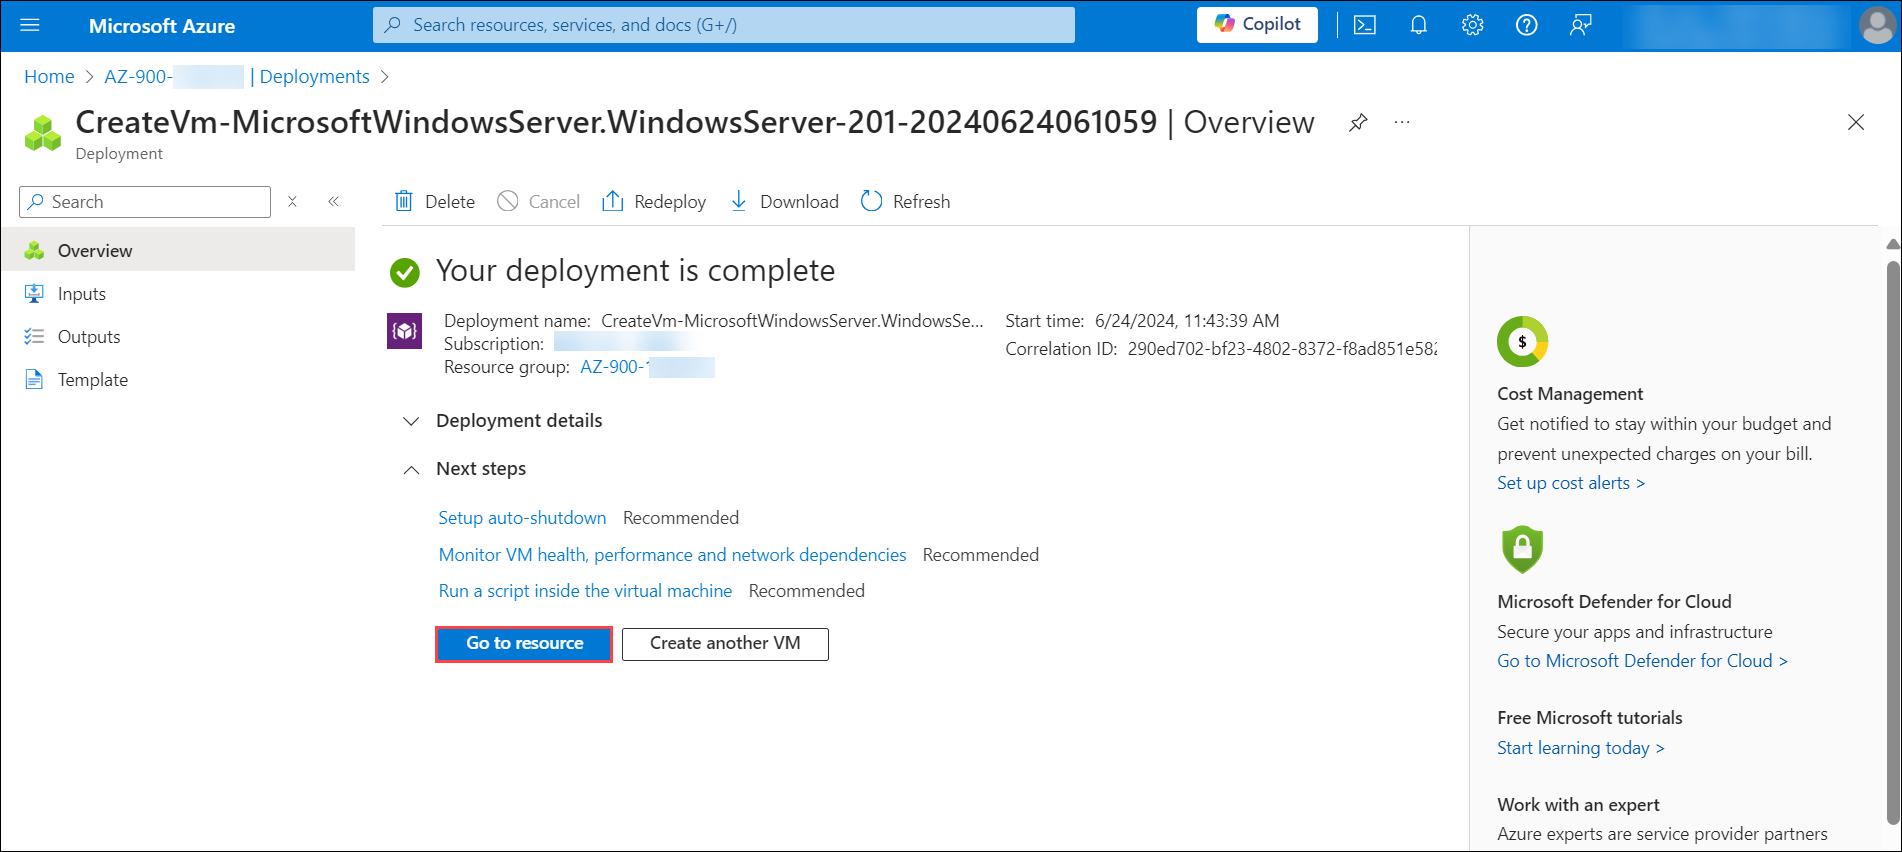 Microsoft Azure
Search resources, services, and docs (G+/)
Copilot
Home > AZ-900- | Deployments >
CreateVm-MicrosoftWindowsServer.WindowsServer-201-20240624061059 | Overview ...
Deployment
Search
Overview
Inputs
Outputs
Template
Delete Cancel Redeploy Download Refresh
Your deployment is complete
Deployment name: CreateVm-MicrosoftWindowsServer.WindowsSe...
Subscription:
Resource group: AZ-900-
Start time: 6/24/2024, 11:43:39 AM
Correlation ID: 290ed702-bf23-4802-8372-f8ad851e582
Deployment details
Next steps
Setup auto-shutdown Recommended
Monitor VM health, performance and network dependencies Recommended
Run a script inside the virtual machine Recommended
Go to resource Create another VM
$
Cost Management
Get notified to stay within your budget and
prevent unexpected charges on your bill.
Set up cost alerts >
Microsoft Defender for Cloud
Secure your apps and infrastructure
Go to Microsoft Defender for Cloud >
Free Microsoft tutorials
Start learning today >
Work with an expert
Azure experts are service provider partners